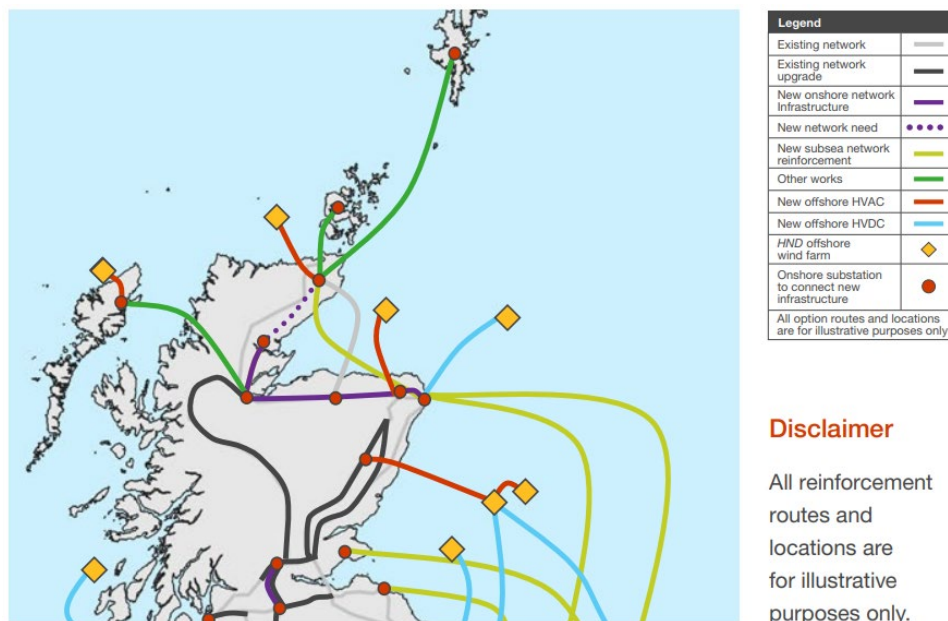 Legend
Existing network
Existing network
upgrade
New onshore network
Infrastructure
New network need
New subsea network
reinforcement
Other works
New offshore HVAC
New offshore HVDC
HND offshore
wind farm
Onshore substation
to connect new
infrastructure
All option routes and locations
are for illustrative purposes only
Disclaimer
All reinforcement
routes and
locations are
for illustrative
purposes only.